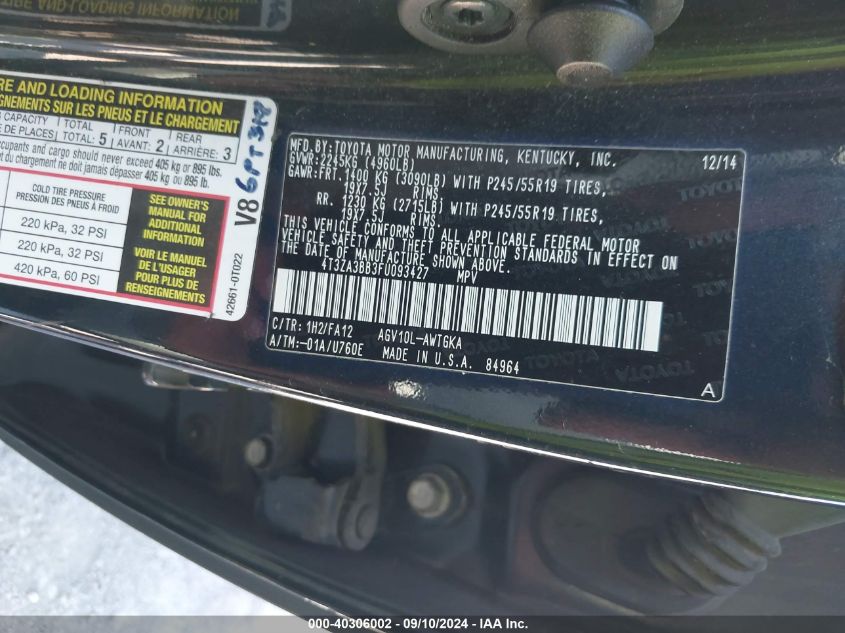 RE AND LOADING INFORMATION
GNEMENTS SUR LES PNEUS ET LE CHARGEMENT
CAPACITY TOTAL FRONT REAR
DE PLACES TOTAL: 5 AVANT: 2 ARRIÈRE: 3
cupants and cargo should never exceed 405 kg or 895 lbs.
du chargement ne doit jamais dépasser 405 kg or 895 lb.
COLD TIRE PRESSURE
PRESSION DES PNEUS À FROID
220 kPa, 32 PSI
220 kPa, 32 PSI
420 kPa, 60 PSI
SEE OWNER'S
MANUAL FOR
ADDITIONAL
INFORMATION
VOIR LE MANUEL
DE L'USAGER
POUR PLUS DE
RENSEIGNEMENTS
42661-0T022
V8
MFD.BY:TOYOTA MOTOR MANUFACTURING, KENTUCKY, INC. 12/14
GVWR:2245KG (4960LB)
GAWR:FRT.1400 KG (3090LB) WITH P245/55R19 TIRES,
19X7.5J RIMS
RR. 1230 KG (2715LB) WITH P245/55R19 TIRES,
19X7.5J RIMS
THIS VEHICLE CONFORMS TO ALL APPLICABLE FEDERAL MOTOR
VEHICLE SAFETY AND THEFT PREVENTION STANDARDS IN EFFECT ON
THE DATE OF MANUFACTURE SHOWN ABOVE.
4T3ZA3BB3FU093427 MPV
C/TR: 1H2/FA12 AGV10L-AWTGKA
A/TM:-01A/U760E MADE IN U.S.A. 84964
A
000-40306002 - 09/10/2024 - IAA Inc.